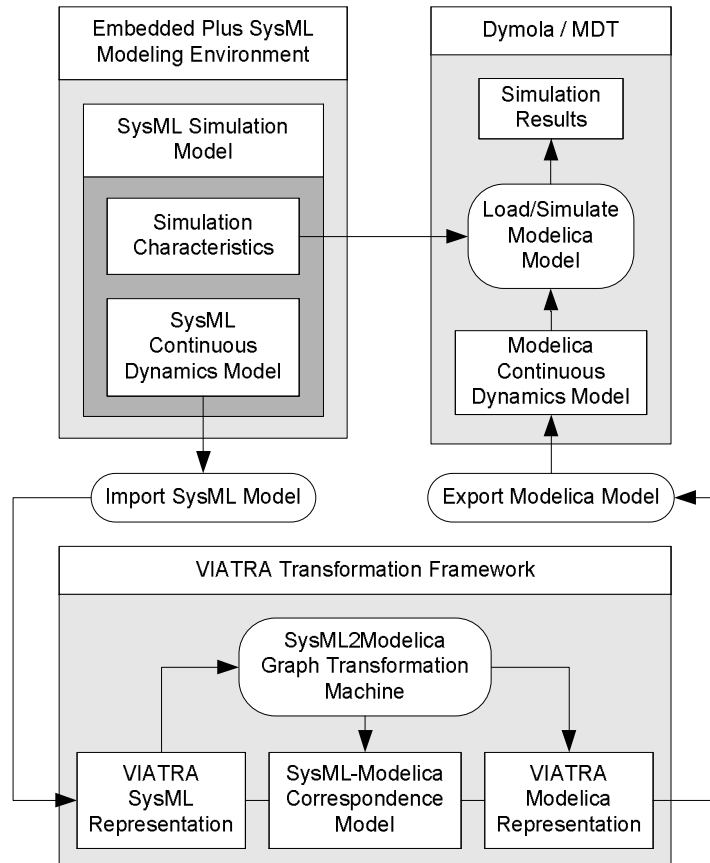 Embedded Plus SysML
Modeling Environment
SysML Simulation
Model
Simulation
Characteristics
SysML
Continuous
Dynamics Model
Dymola / MDT
Simulation
Results
Load/Simulate
Modelica
Model
Modelica
Continuous
Dynamics Model
Import SysML Model
Export Modelica Model
VIATRA Transformation Framework
SysML2Modelica
Graph Transformation
Machine
VIATRA
SysML
Representation
SysML-Modelica
Correspondence
Model
VIATRA
Modelica
Representation